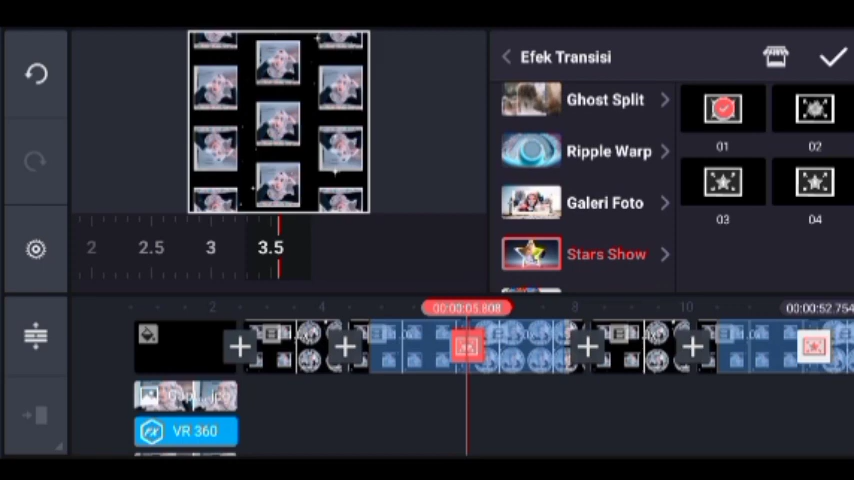 Efek Transisi
Ghost Split
Ripple Warp
Galeri Foto
Stars Show
01
02
03
04
2
2.5
3
3.5
2
4
00:00:05.808
8
10
00:00:52.754
VR 360